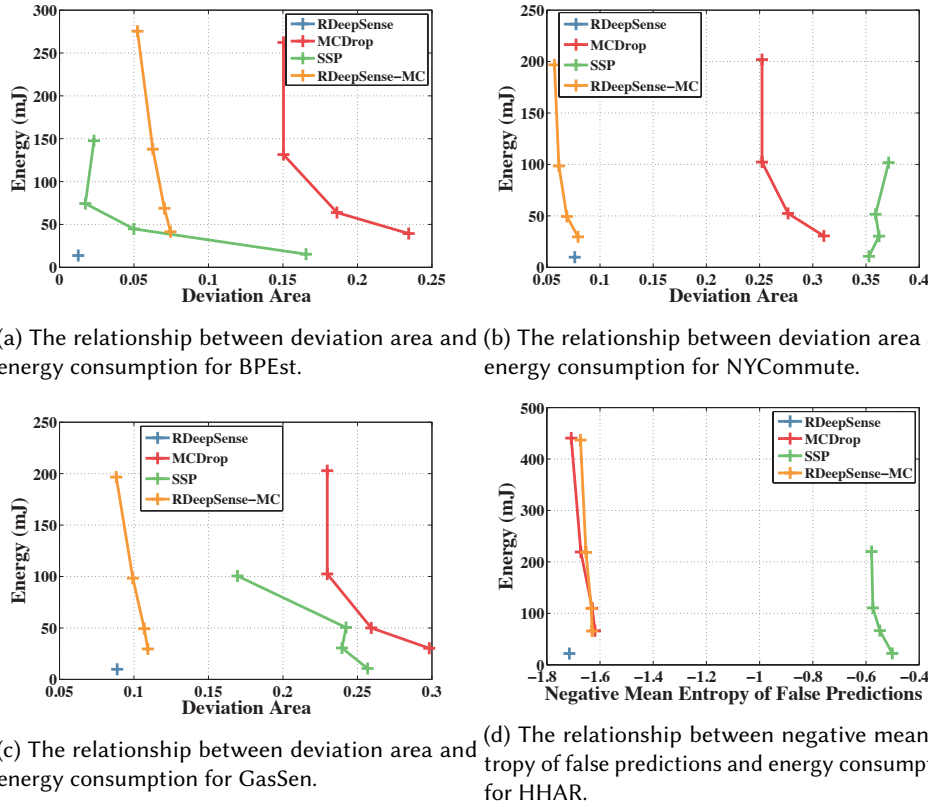 300
250
200
150
100
50
0
0 0.05 0.1 0.15 0.2 0.25
Energy (mJ)
Deviation Area
RDeepSense
MCDrop
SSP
RDeepSense−MC
250
200
150
100
50
0
0.05 0.1 0.15 0.2 0.25 0.3 0.35 0.4
Energy (mJ)
Deviation Area
RDeepSense
MCDrop
SSP
RDeepSense−MC
(a) The relationship between deviation area and
energy consumption for BPEst.
(b) The relationship between deviation area
energy consumption for NYCommute.
250
200
150
100
50
0
0.05 0.1 0.15 0.2 0.25 0.3
Energy (mJ)
Deviation Area
RDeepSense
MCDrop
SSP
RDeepSense−MC
500
400
300
200
100
0
−1.8 −1.6 −1.4 −1.2 −1 −0.8 −0.6 −0.4
Energy (mJ)
Negative Mean Entropy of False Predictions
RDeepSense
MCDrop
SSP
RDeepSense−MC
(c) The relationship between deviation area and
energy consumption for GasSen.
(d) The relationship between negative mean
tropy of false predictions and energy consumpt
for HHAR.